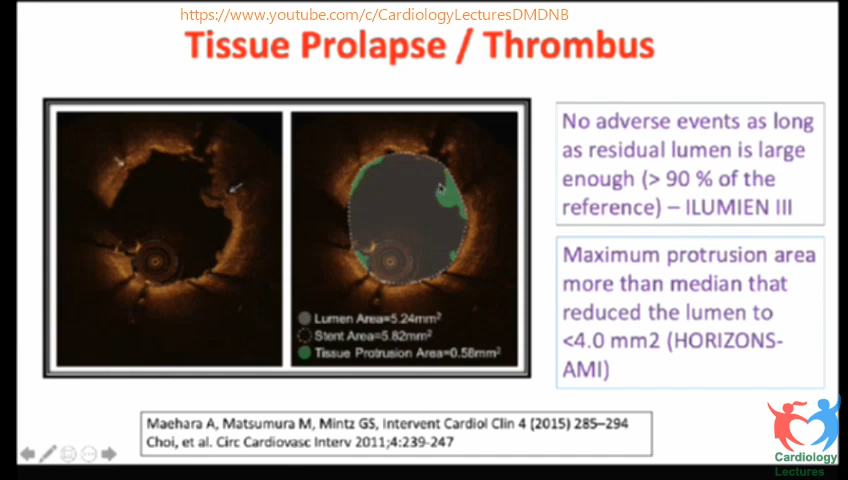 https://www.youtube.com/c/CardiologyLecturesDMDNB
Tissue Prolapse / Thrombus
No adverse events as long
as residual lumen is large
enough (> 90 % of the
reference) – ILUMIEN III
Maximum protrusion area
more than median that
reduced the lumen to
<4.0 mm2 (HORIZONS-
AMI)
Lumen Area=5.24mm²
Stent Area=5.82mm²
Tissue Protrusion Area=0.58mm²
Maehara A, Matsumura M, Mintz GS, Intervent Cardiol Clin 4 (2015) 285–294
Choi, et al. Circ Cardiovasc Interv 2011;4:239-247
Cardiology
Lectures